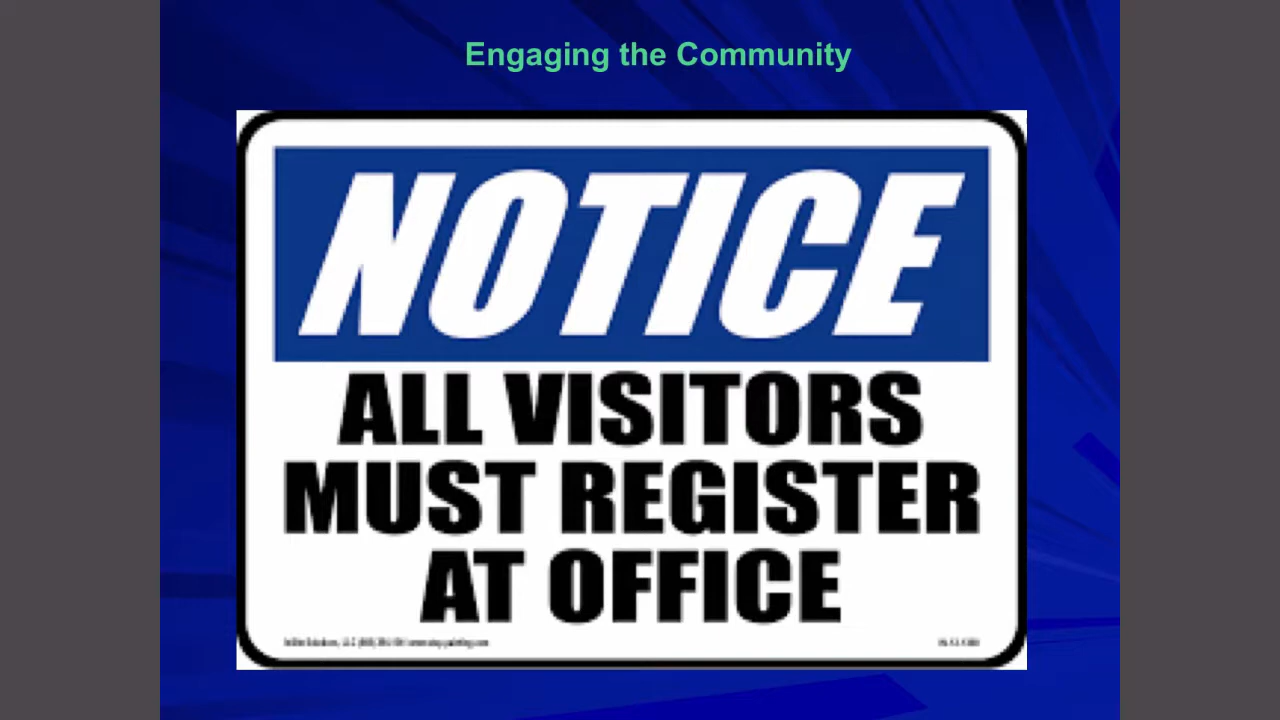 Engaging the Community
NOTICE
ALL VISITORS
MUST REGISTER
AT OFFICE